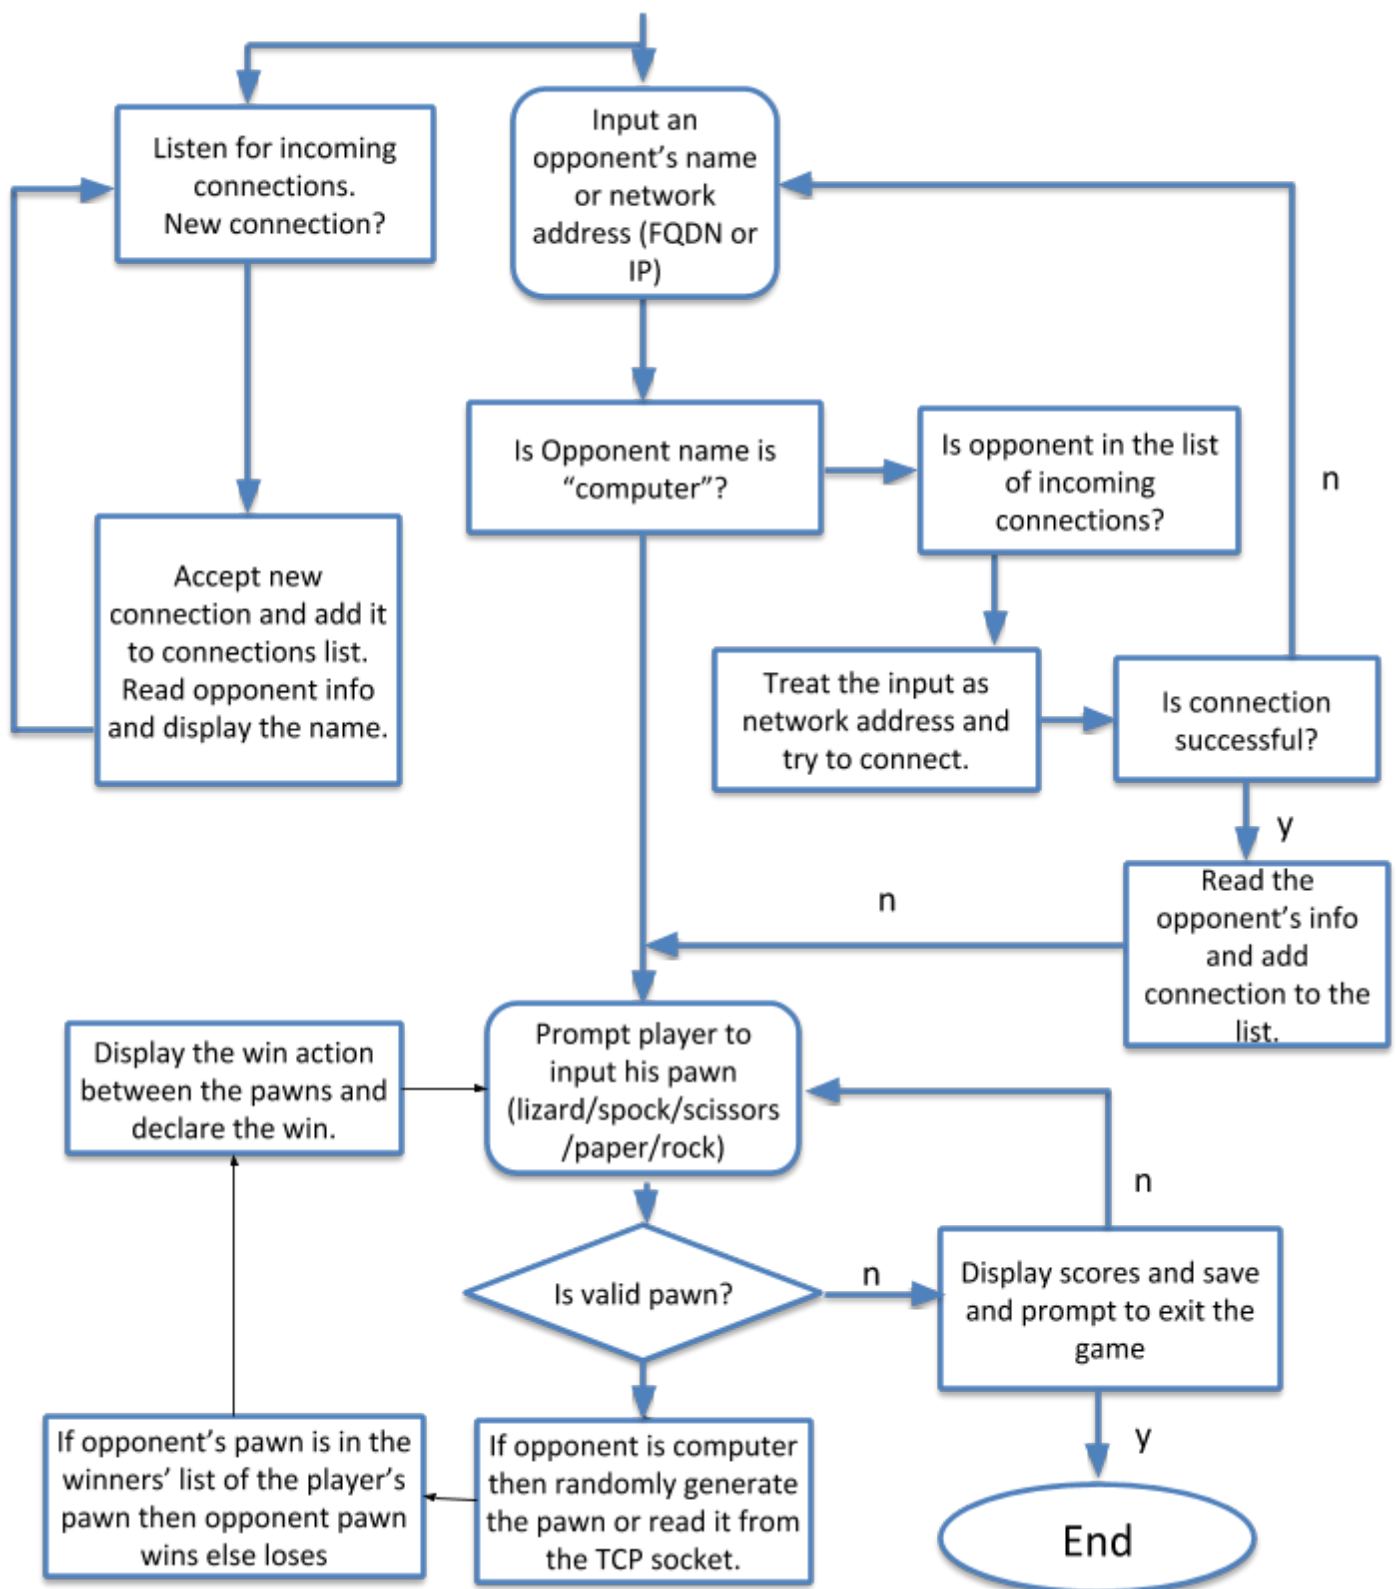 Listen for incoming
connections.
New connection?
Input an
opponent’s name
or network
address (FQDN or
IP)
Is Opponent name is
“computer”?
Is opponent in the list
of incoming
connections?
n
Accept new
connection and add it
to connections list.
Read opponent info
and display the name.
Treat the input as
network address and
try to connect.
Is connection
successful?
y
n
Read the
opponent’s info
and add
connection to the
list.
Display the win action
between the pawns and
declare the win.
Prompt player to
input his pawn
(lizard/spock/scissors
/paper/rock)
n
Is valid pawn?
n
Display scores and save
and prompt to exit the
game
y
If opponent’s pawn is in the
winners’ list of the player’s
pawn then opponent pawn
wins else loses
If opponent is computer
then randomly generate
the pawn or read it from
the TCP socket.
End